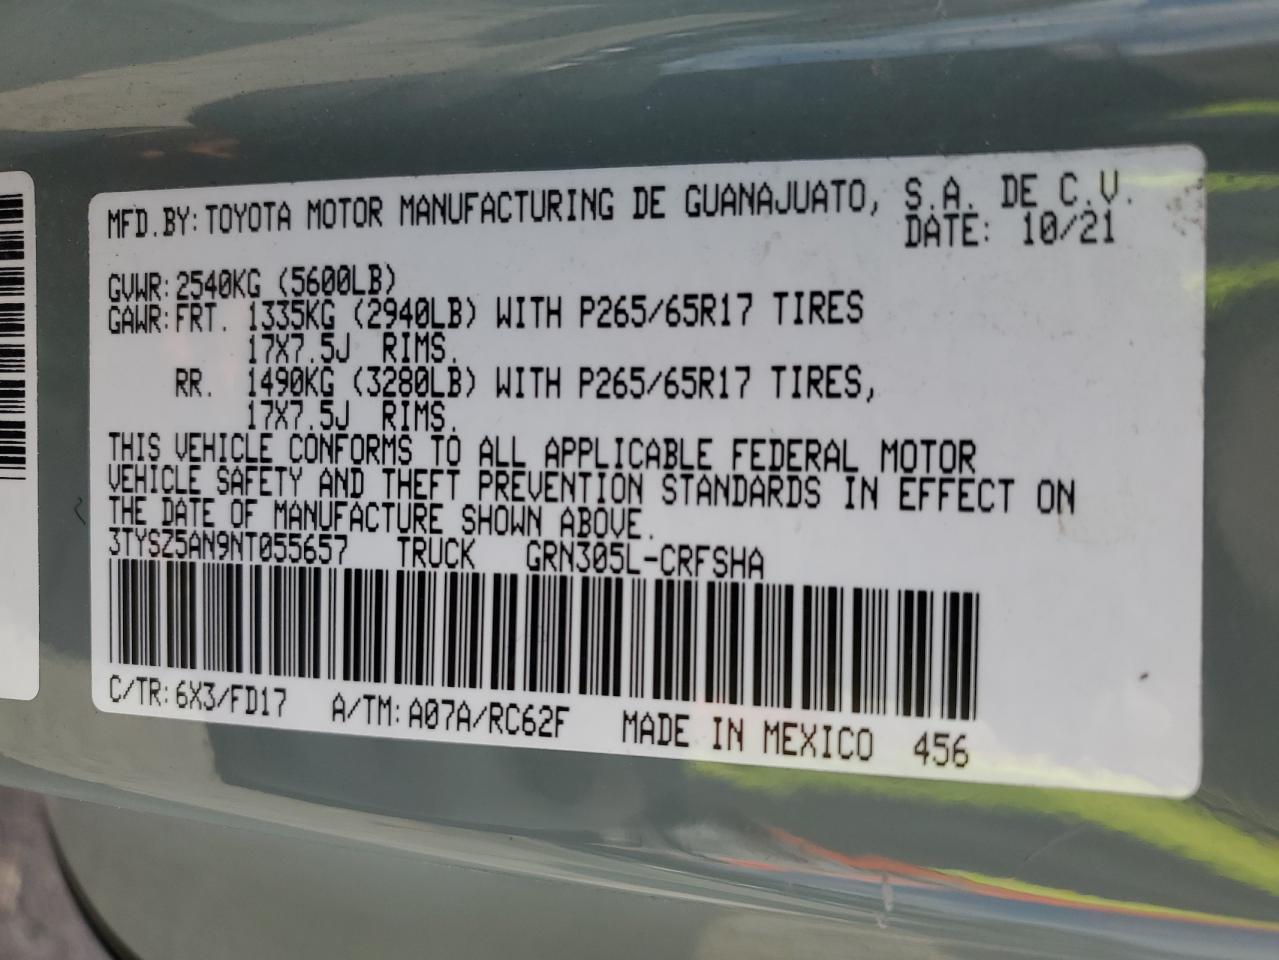 MFD.BY:TOYOTA MOTOR MANUFACTURING DE GUANAJUATO, S.A. DE C.V.
DATE: 10/21
GVWR:2540KG (5600LB)
GAWR:FRT. 1335KG (2940LB) WITH P265/65R17 TIRES
17X7.5J RIMS.
RR. 1490KG (3280LB) WITH P265/65R17 TIRES,
17X7.5J RIMS.
THIS VEHICLE CONFORMS TO ALL APPLICABLE FEDERAL MOTOR
VEHICLE SAFETY AND THEFT PREVENTION STANDARDS IN EFFECT ON
THE DATE OF MANUFACTURE SHOWN ABOVE.
3TYSZ5AN9NT055657 TRUCK GRN305L-CRFSHA
C/TR:6X3/FD17 A/TM:A07A/RC62F MADE IN MEXICO 456